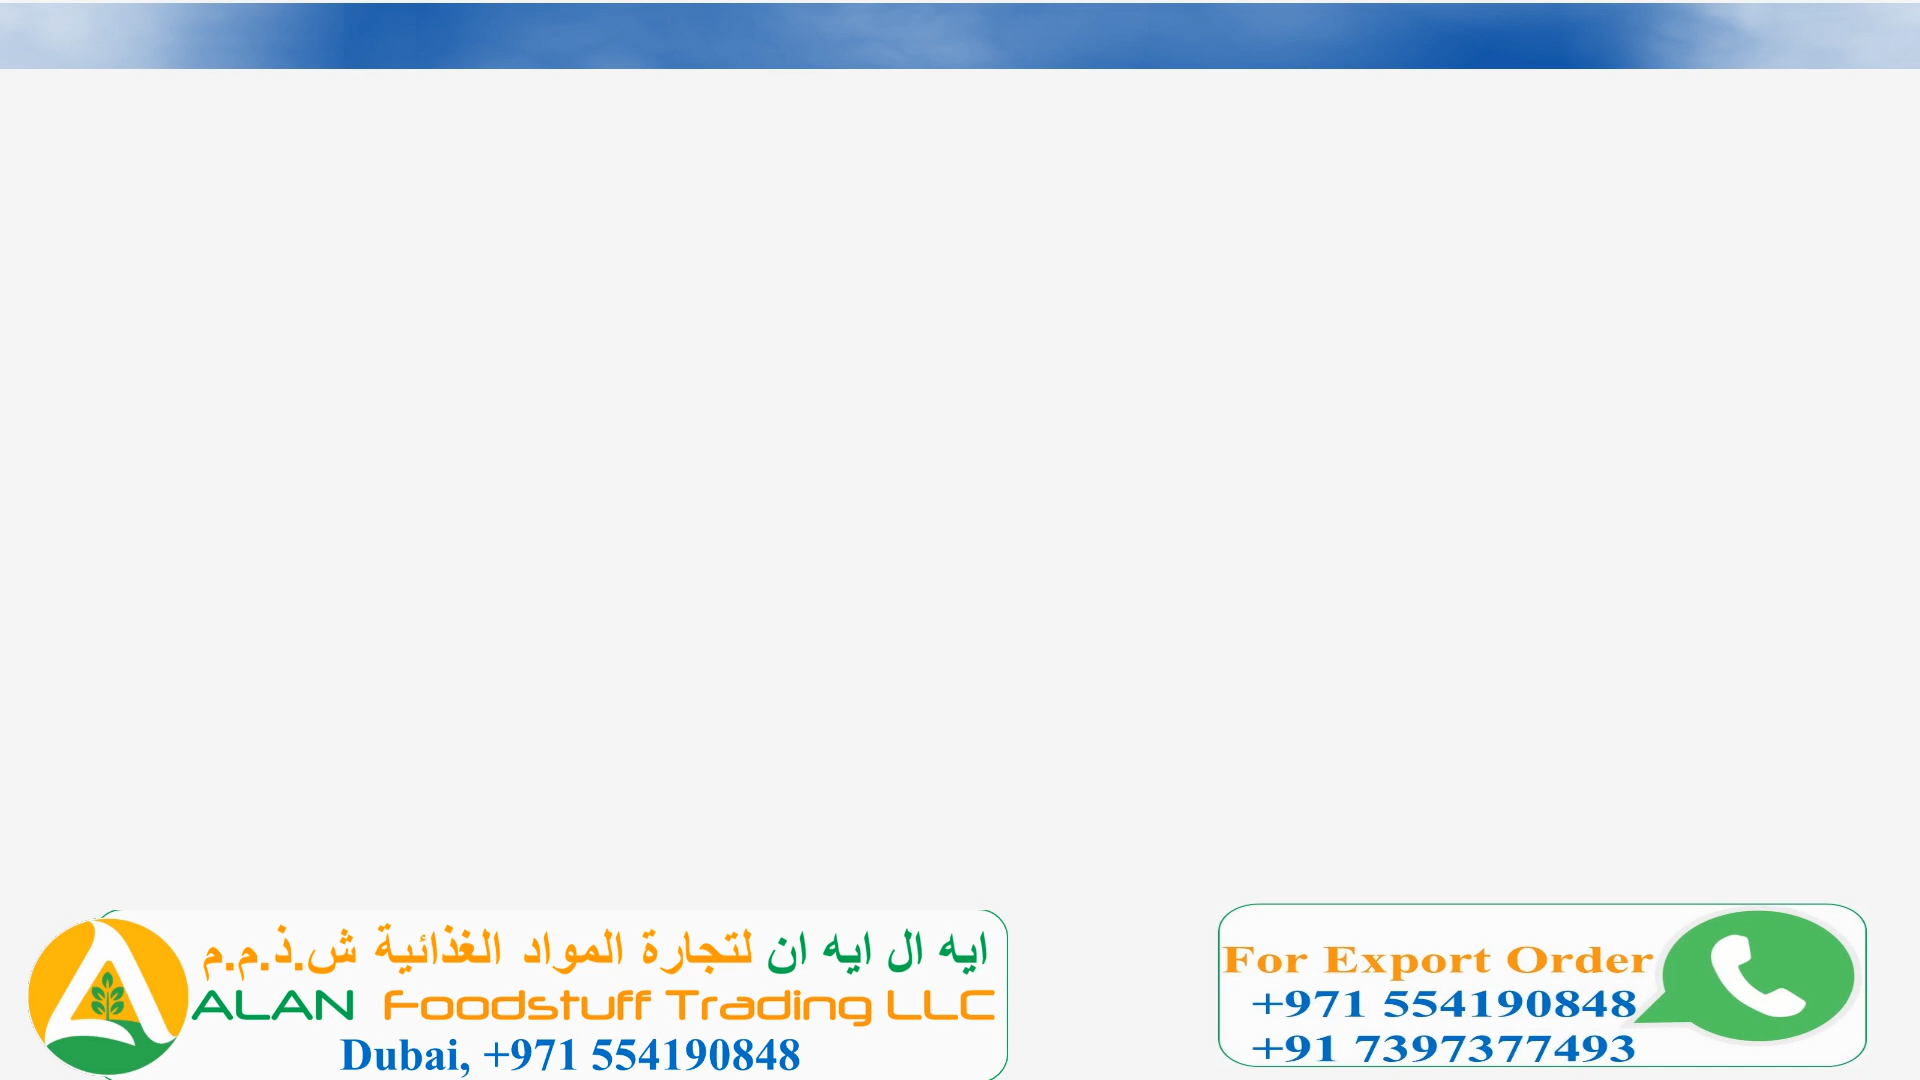 ايه ال ايه ان لتجارة المواد الغذائية ش.ذ.م.م
ALAN Foodstuff Trading LLC
Dubai, +971 554190848
For Export Order
+971 554190848
+91 7397377493